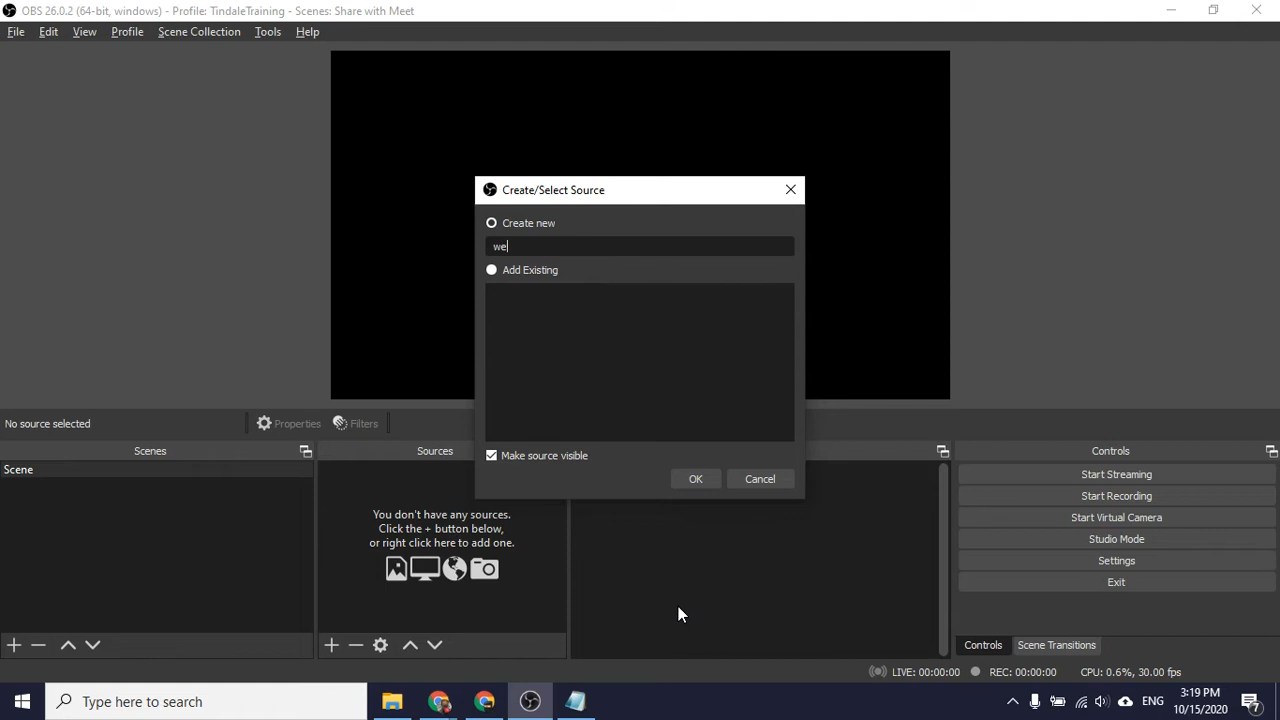 OBS 26.0.2 (64-bit, windows) - Profile: TindaleTraining - Scenes: Share with Meet
File Edit View Profile Scene Collection Tools Help
Create/Select Source
Create new
we
Add Existing
Make source visible
OK Cancel
No source selected Properties Filters
Scenes Sources Controls
Scene
You don't have any sources.
Click the + button below,
or right click here to add one.
Start Streaming
Start Recording
Start Virtual Camera
Studio Mode
Settings
Exit
Controls Scene Transitions
LIVE: 00:00:00 REC: 00:00:00 CPU: 0.6%, 30.00 fps
Type here to search
ENG
3:19 PM
10/15/2020
7